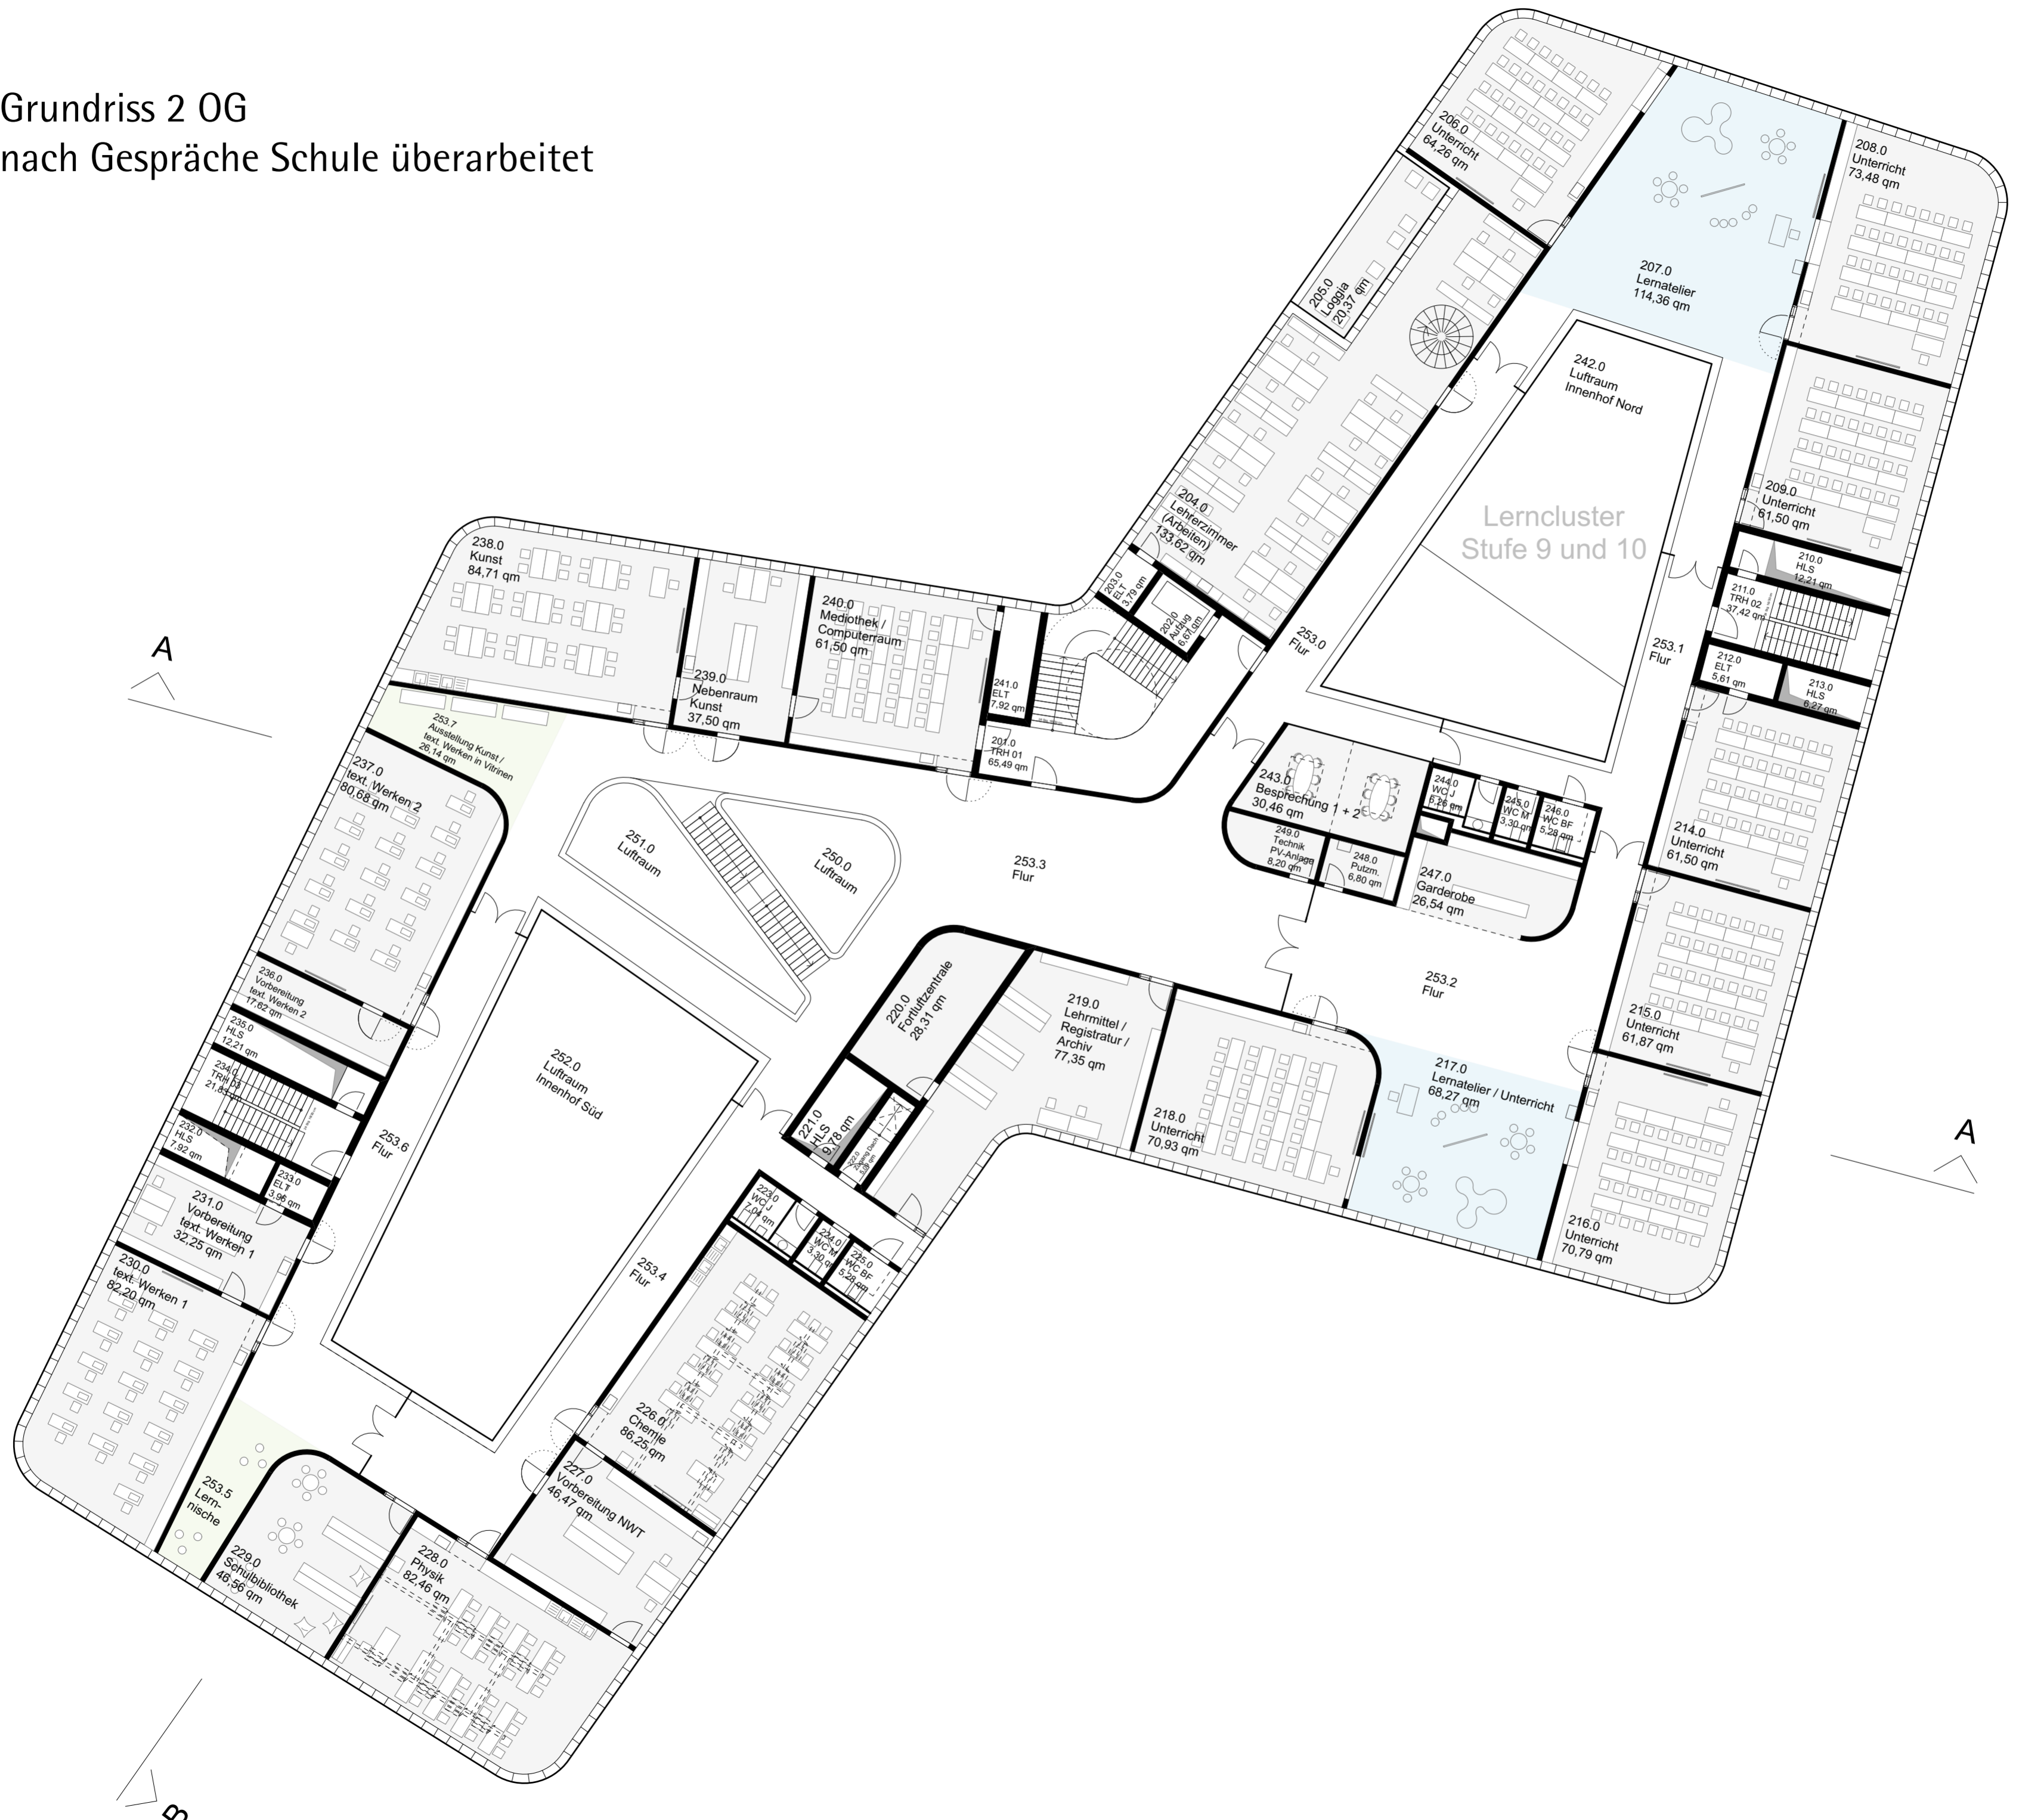 Grundriss 2 OG
nach Gespräche Schule überarbeitet
206.0
Unterricht
64,26 qm
208.0
Unterricht
73,48 qm
207.0
Lernatelier
114,36 qm
205.0
Loggia
20,37 qm
242.0
Luftraum
Innenhof Nord
Lerncluster
Stufe 9 und 10
204.0
Lehrerzimmer
(Arbeiten)
133,62 qm
209.0
Unterricht
61,50 qm
210.0
HLS
12,21 qm
211.0
TRH 02
37,42 qm
212.0
ELT
5,61 qm
213.0
HLS
6,27 qm
203.0
ELT
3,79 qm
202.0
Aufzug
6,67 qm
253.0
Flur
253.1
Flur
238.0
Kunst
84,71 qm
239.0
Nebenraum
Kunst
37,50 qm
240.0
Mediothek /
Computerraum
61,50 qm
241.0
ELT
7,92 qm
201.0
TRH 01
65,49 qm
A
253.7
Ausstellung Kunst /
text. Werken in Vitrinen
26,14 qm
237.0
text. Werken 2
80,68 qm
251.0
Luftraum
250.0
Luftraum
253.3
Flur
243.0
Besprechung 1 + 2
30,46 qm
244.0
WC J
6,26 qm
245.0
WC M
3,30 qm
246.0
WC BF
5,28 qm
249.0
Technik
PV-Anlage
8,20 qm
248.0
Putzm.
6,80 qm
247.0
Garderobe
26,54 qm
214.0
Unterricht
61,50 qm
253.2
Flur
215.0
Unterricht
61,87 qm
236.0
Vorbereitung
text. Werken 2
17,62 qm
235.0
HLS
12,21 qm
234.0
TRH 03
21,83 qm
232.0
HLS
7,92 qm
233.0
ELT
3,96 qm
253.6
Flur
252.0
Luftraum
Innenhof Süd
220.0
Fortluftzentrale
28,31 qm
219.0
Lehrmittel /
Registratur /
Archiv
77,35 qm
218.0
Unterricht
70,93 qm
217.0
Lernatelier / Unterricht
68,27 qm
216.0
Unterricht
70,79 qm
A
221.0
HLS
9,78 qm
222.0
Zugang Dach
223.0
WC J
7,04 qm
224.0
WC M
3,30 qm
225.0
WC BF
5,28 qm
231.0
Vorbereitung
text. Werken 1
32,25 qm
230.0
text. Werken 1
82,20 qm
253.4
Flur
226.0
Chemie
86,25 qm
227.0
Vorbereitung NWT
46,47 qm
253.5
Lern-
nische
229.0
Schulbibliothek
46,56 qm
228.0
Physik
82,46 qm
B